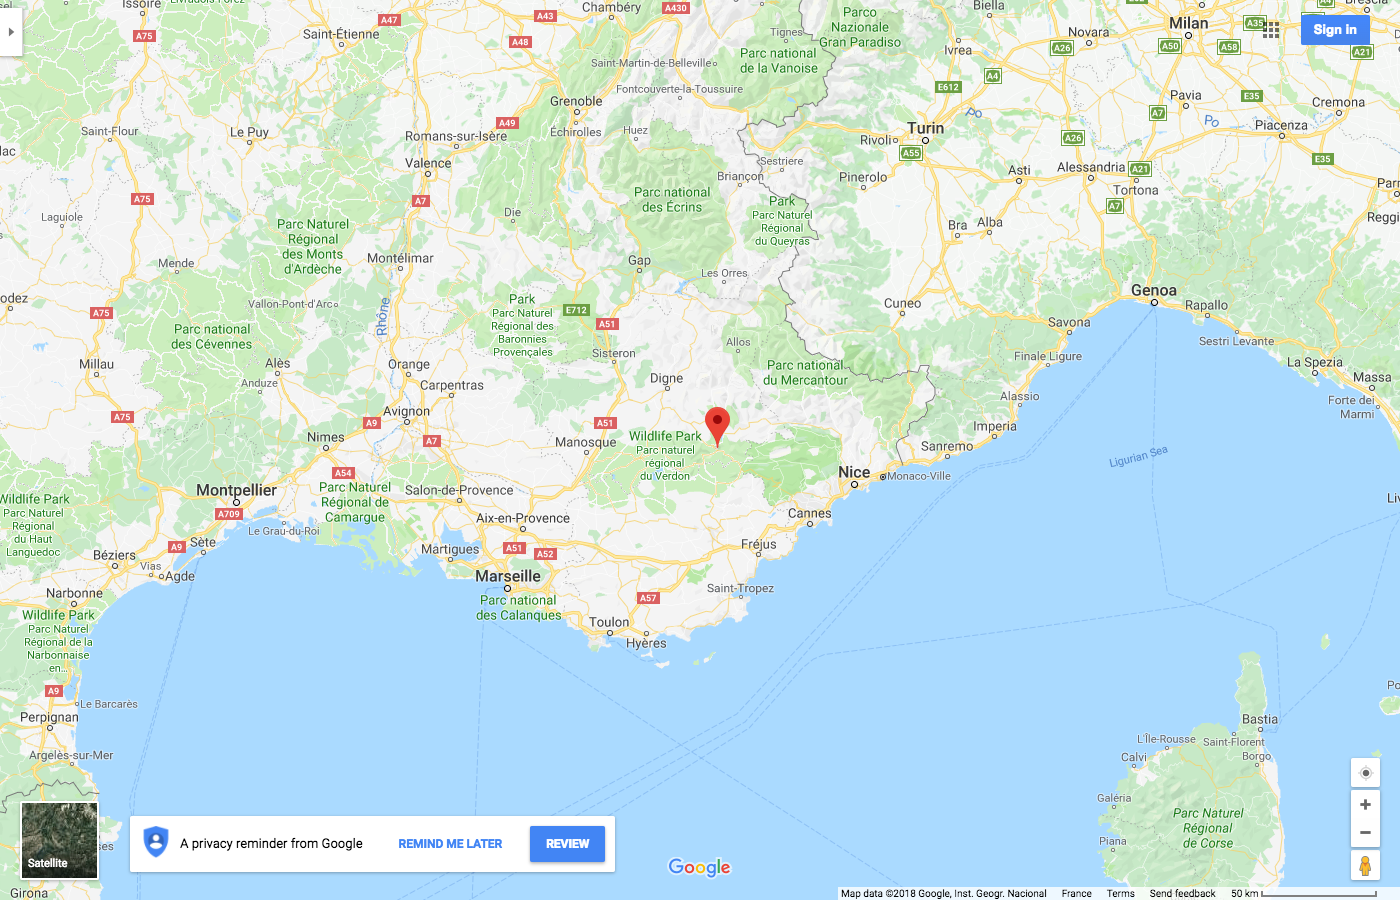 Issoire
A47
A43
Chambéry
A430
Parco
Nazionale
Gran Paradiso
Biella
Milan
A35
Sign in
A75
Saint-Étienne
A48
Tignes
Parc national
de la Vanoise
Ivrea
Novara
A26
A50
A58
A21
Saint-Martin-de-Belleville
A4
Fontcouverte-la-Toussuire
E612
Pavia
E35
Cremona
Grenoble
A7
Po
Po
Saint-Flour
Le Puy
A49
Romans-sur-Isère
Échirolles
Huez
Turin
Rivoli
A55
A26
Piacenza
E35
Valence
Sestriere
Briançon
Pinerolo
Asti
Alessandria
A21
Tortona
A75
A7
Parc national
des Écrins
Park
Parc Naturel
Régional
du Queyras
A7
Laguiole
Die
Bra
Alba
Parc Naturel
Régional
des Monts
d'Ardèche
Montélimar
Gap
Mende
Les Orres
Genoa
Rapallo
Vallon-Pont-d'Arc
Rhône
Park
Parc Naturel
Régional des
Baronnies
Provençales
E712
A51
Cuneo
Savona
Sestri Levante
A75
Parc national
des Cévennes
Sisteron
Allos
Finale Ligure
La Spezia
Millau
Alès
Anduze
Orange
Carpentras
Digne
Parc national
du Mercantour
Massa
Alassio
Forte dei
Marmi
A75
Avignon
A9
A7
A51
Imperia
Nimes
Manosque
Wildlife Park
Parc naturel
régional
du Verdon
Sanremo
Ligurian Sea
Nice
Monaco-Ville
A54
Montpellier
Parc Naturel
Régional de
Camargue
Salon-de-Provence
Wildlife Park
Parc Naturel
Régional
du Haut
Languedoc
A709
Aix-en-Provence
Cannes
Le Grau-du-Roi
Béziers
A9
Sète
Martigues
A51
A52
Fréjus
Vias
Agde
Marseille
Saint-Tropez
Narbonne
Parc national
des Calanques
A57
Wildlife Park
Parc Naturel
Régional de la
Narbonnaise
en...
Toulon
Hyères
A9
Le Barcarès
Perpignan
Bastia
Argelès-sur-Mer
L'Île-Rousse
Saint-Florent
Calvi
Borgo
Galéria
Parc Naturel
Régional
de Corse
Piana
Satellite
A privacy reminder from Google
REMIND ME LATER
REVIEW
Google
Girona
Map data ©2018 Google, Inst. Geogr. Nacional
France
Terms
Send feedback
50 km